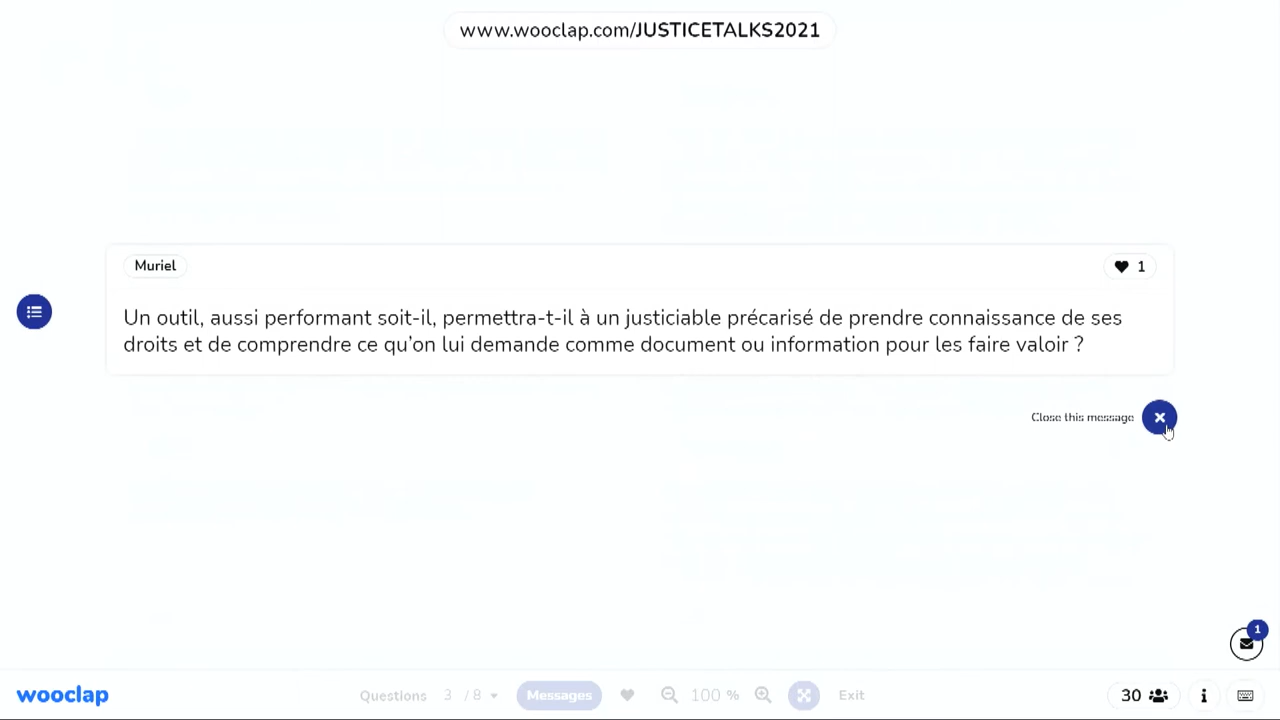 www.wooclap.com/JUSTICETALKS2021
Muriel
1
Un outil, aussi performant soit-il, permettra-t-il à un justiciable précarisé de prendre connaissance de ses
droits et de comprendre ce qu'on lui demande comme document ou information pour les faire valoir ?
Close this message
1
wooclap
Questions 3 / 8
Messages
100 %
Exit
30